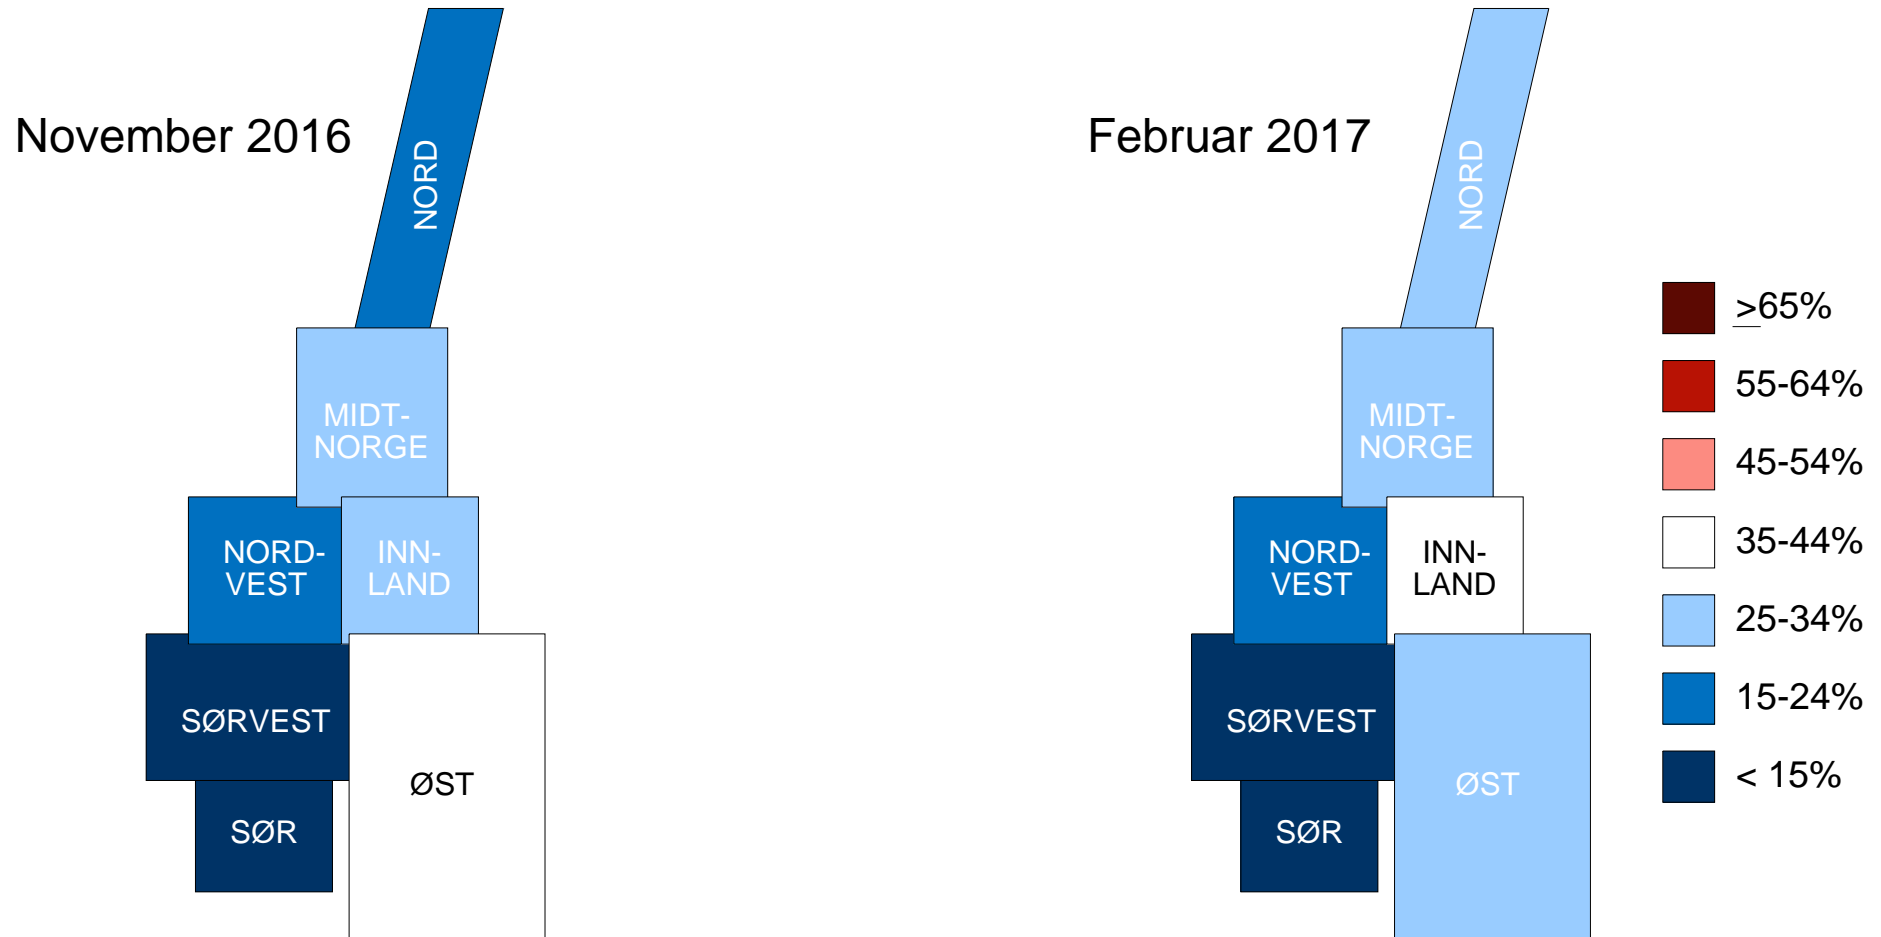 November 2016
NORD
MIDT-
NORGE
NORD-
VEST
INN-
LAND
SØRVEST
ØST
SØR
Februar 2017
NORD
MIDT-
NORGE
NORD-
VEST
INN-
LAND
SØRVEST
ØST
SØR
≥65%
55-64%
45-54%
35-44%
25-34%
15-24%
< 15%